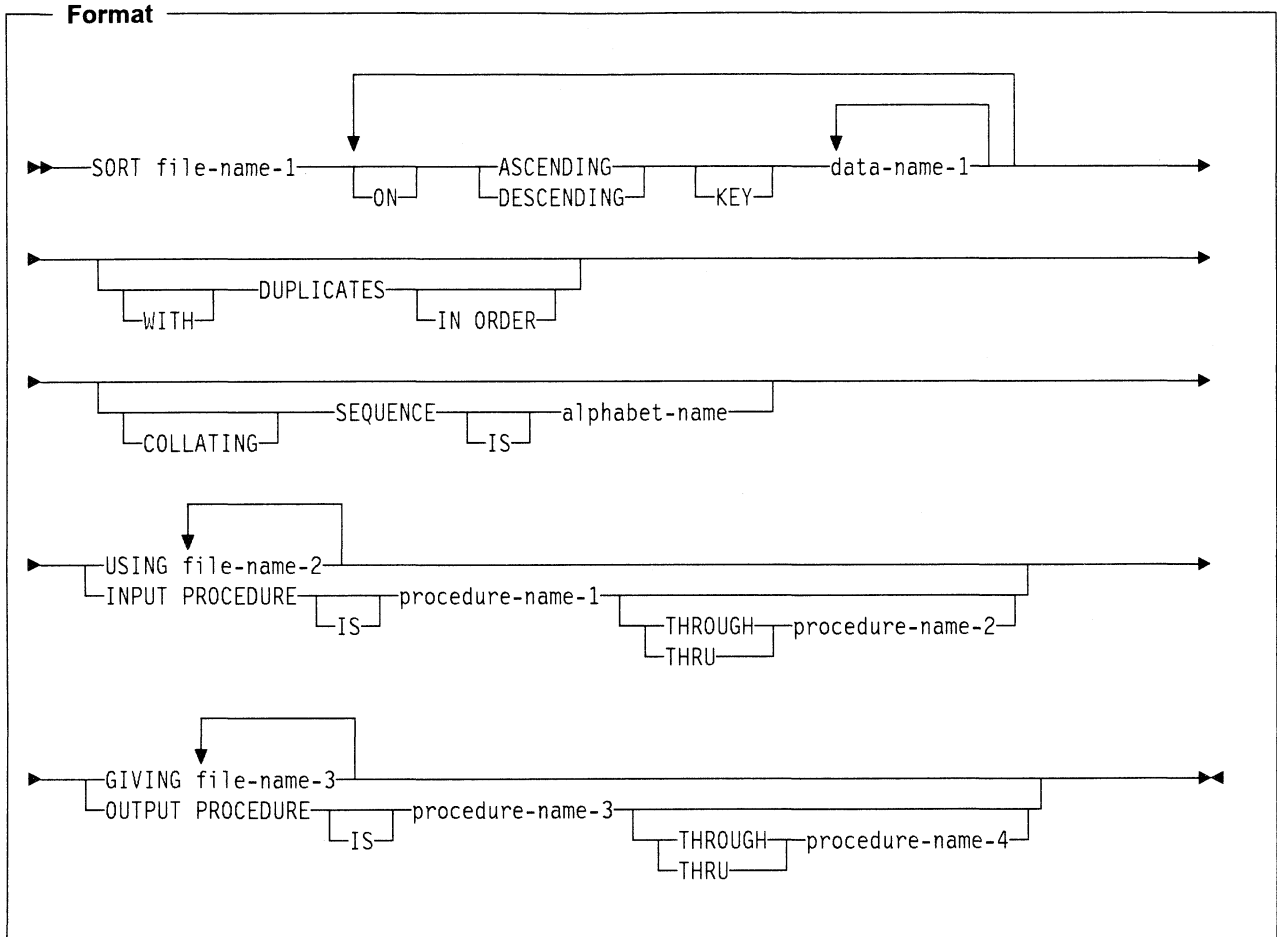 Format
SORT file-name-1 ASCENDING data-name-1
ON DESCENDING KEY
DUPLICATES
WITH IN ORDER
SEQUENCE alphabet-name
COLLATING IS
USING file-name-2
INPUT PROCEDURE procedure-name-1
IS THROUGH procedure-name-2
THRU
GIVING file-name-3
OUTPUT PROCEDURE procedure-name-3
IS THROUGH procedure-name-4
THRU